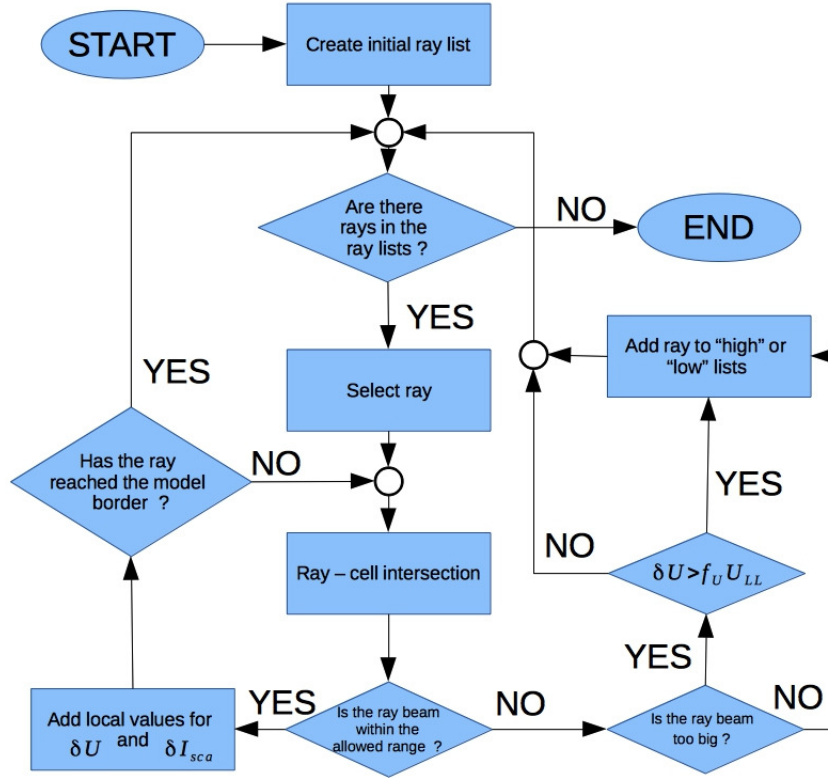 START
Create initial ray list
Are there
rays in the
ray lists ?
NO
END
YES
Add ray to “high” or
“low” lists
YES
Select ray
Has the ray
reached the model
border ?
NO
YES
NO
δU>f_U U_LL
Ray – cell intersection
YES
Add local values for
δU and δI_sca
YES
Is the ray beam
within the
allowed range ?
NO
Is the ray beam
too big ?
NO